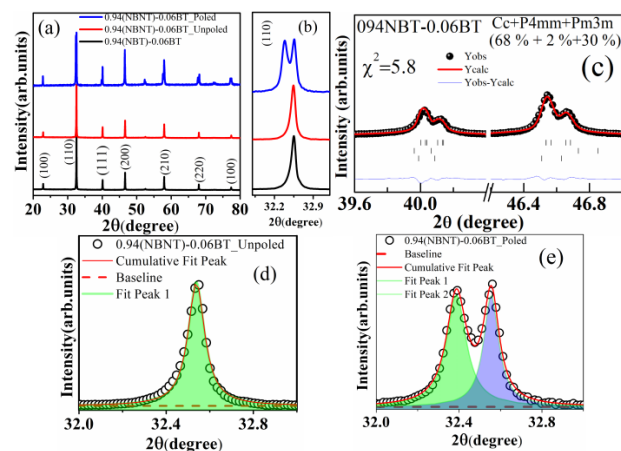 (a)
0.94(NBNT)-0.06BT_Poled
0.94(NBNT)-0.06BT_Unpoled
0.94(NBNT)-0.06BT
Intensity (arb.units)
(100)
(110)
(111)
(200)
(210)
(220)
(100)
20 30 40 50 60 70 80
2θ(degree)
(b)
(110)
32.2 32.9
2θ(degree)
094NBT-0.06BT
Cc+P4mm+Pm3m
(68 % + 2 %+30 %)
χ²=5.8
Yobs
Ycalc
Yobs-Ycalc
(c)
Intensity (arb.units)
39.6 40.0 46.5 46.8
2θ (degree)
0.94(NBNT)-0.06BT_Unpoled
Cumulative Fit Peak
Baseline
Fit Peak 1
(d)
Intensity(arb.units)
32.0 32.4 32.8
2θ(degree)
0.94(NBNT)-0.06BT_Poled
Baseline
Cumulative Fit Peak
Fit Peak 1
Fit Peak 2
(e)
Intensity(arb.units)
32.0 32.4 32.8
2θ(degree)